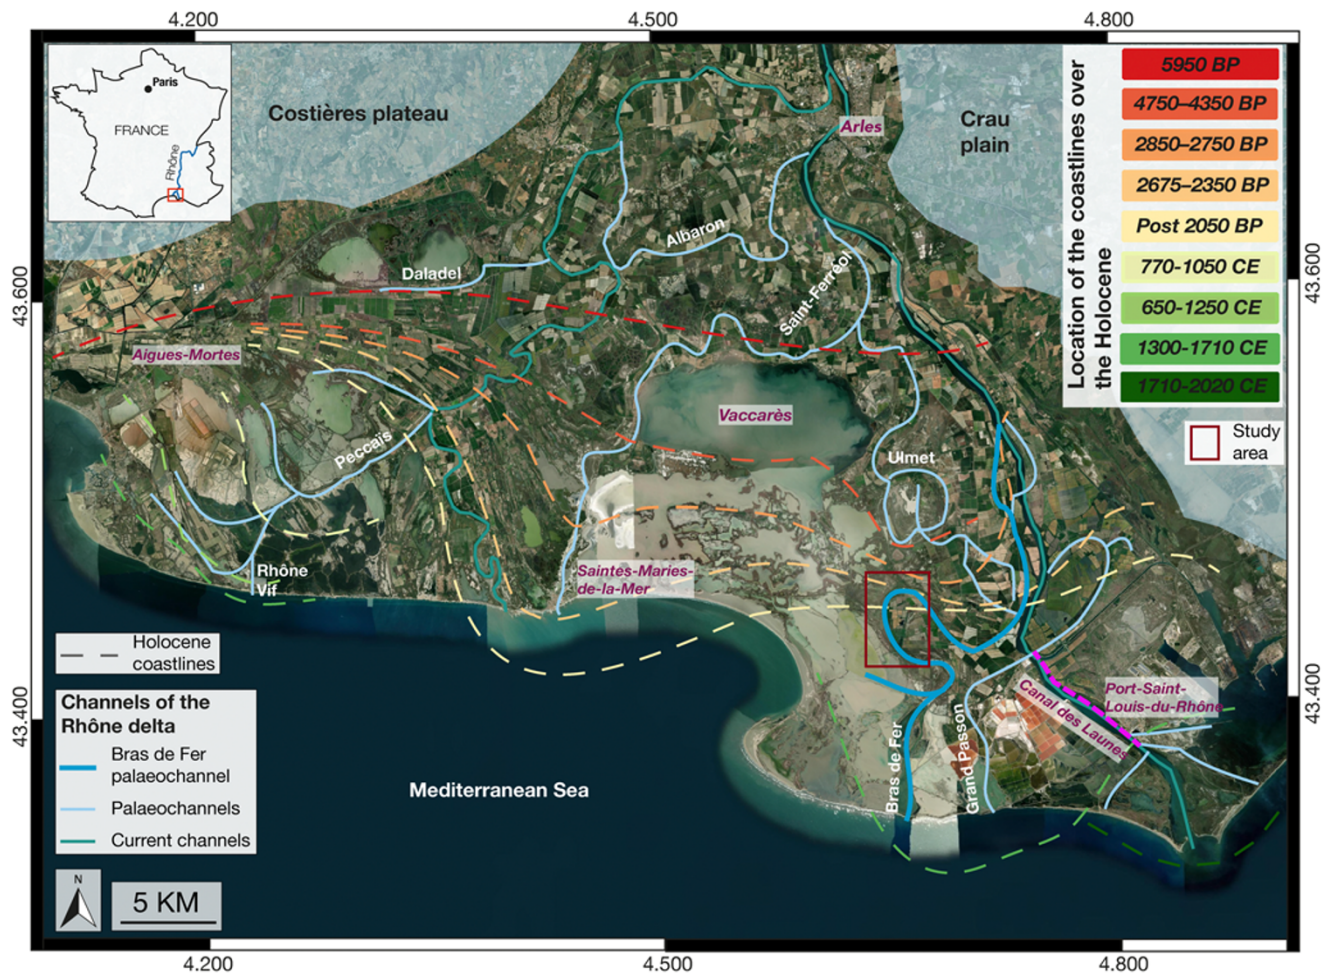 4.200
4.500
4.800
Paris
FRANCE
Rhône
Costières plateau
Arles
Crau
plain
Location of the coastlines over
the Holocene
5950 BP
4750–4350 BP
2850–2750 BP
2675–2350 BP
Post 2050 BP
770-1050 CE
650-1250 CE
1300-1710 CE
1710-2020 CE
Study
area
43.600
43.600
Albaron
Daladel
Saint-Ferréol
Aigues-Mortes
Vaccarès
Peccais
Ulmet
Rhône
Vif
Saintes-Maries-
de-la-Mer
Holocene
coastlines
Channels of the
Rhône delta
Bras de Fer
palaeochannel
Palaeochannels
Current channels
Canal des Launes
Port-Saint-
Louis-du-Rhône
Bras de Fer
Grand Passon
43.400
43.400
Mediterranean Sea
N
5 KM
4.200
4.500
4.800